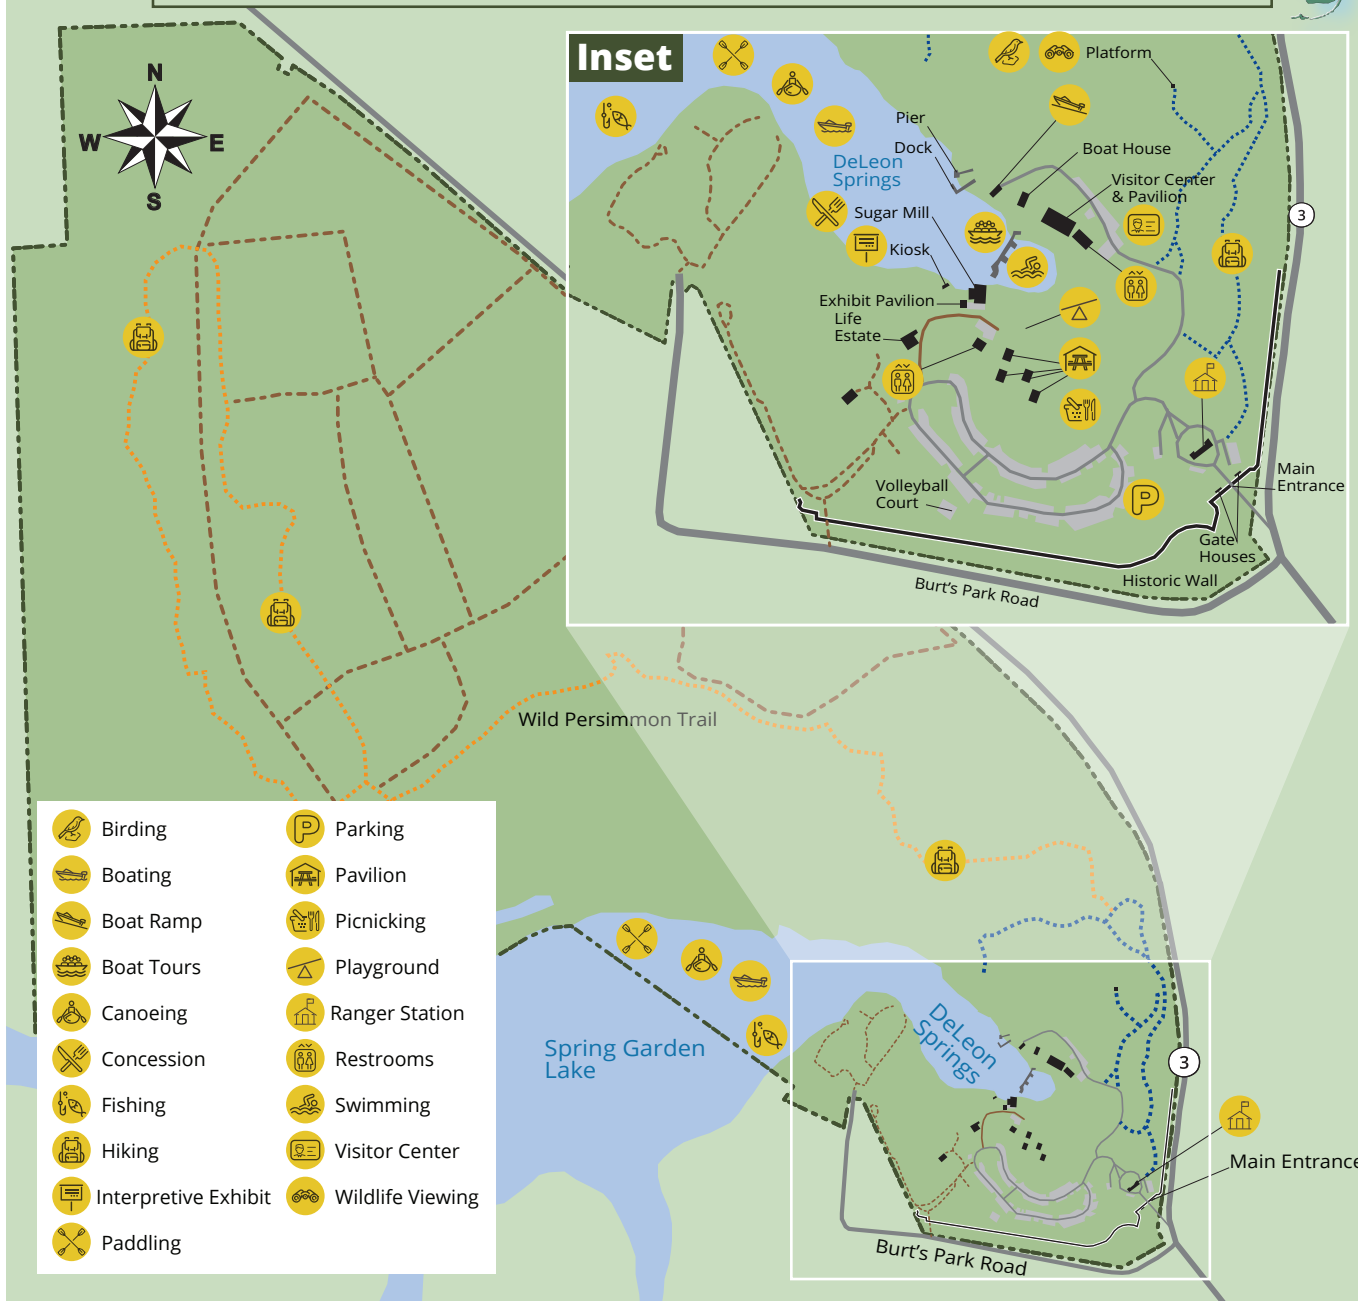 Inset
N
W
E
S
Platform
Pier
Dock
Boat House
DeLeon
Springs
Visitor Center
& Pavilion
Sugar Mill
3
Kiosk
Exhibit Pavilion
Life
Estate
Volleyball
Court
P
Main
Entrance
Gate
Houses
Historic Wall
Burt's Park Road
Wild Persimmon Trail
Birding
Boating
Boat Ramp
Boat Tours
Canoeing
Concession
Fishing
Hiking
Interpretive Exhibit
Paddling
P
Parking
Pavilion
Picnicking
Playground
Ranger Station
Restrooms
Swimming
Visitor Center
Wildlife Viewing
Spring Garden
Lake
DeLeon
Springs
3
Main Entrance
Burt's Park Road